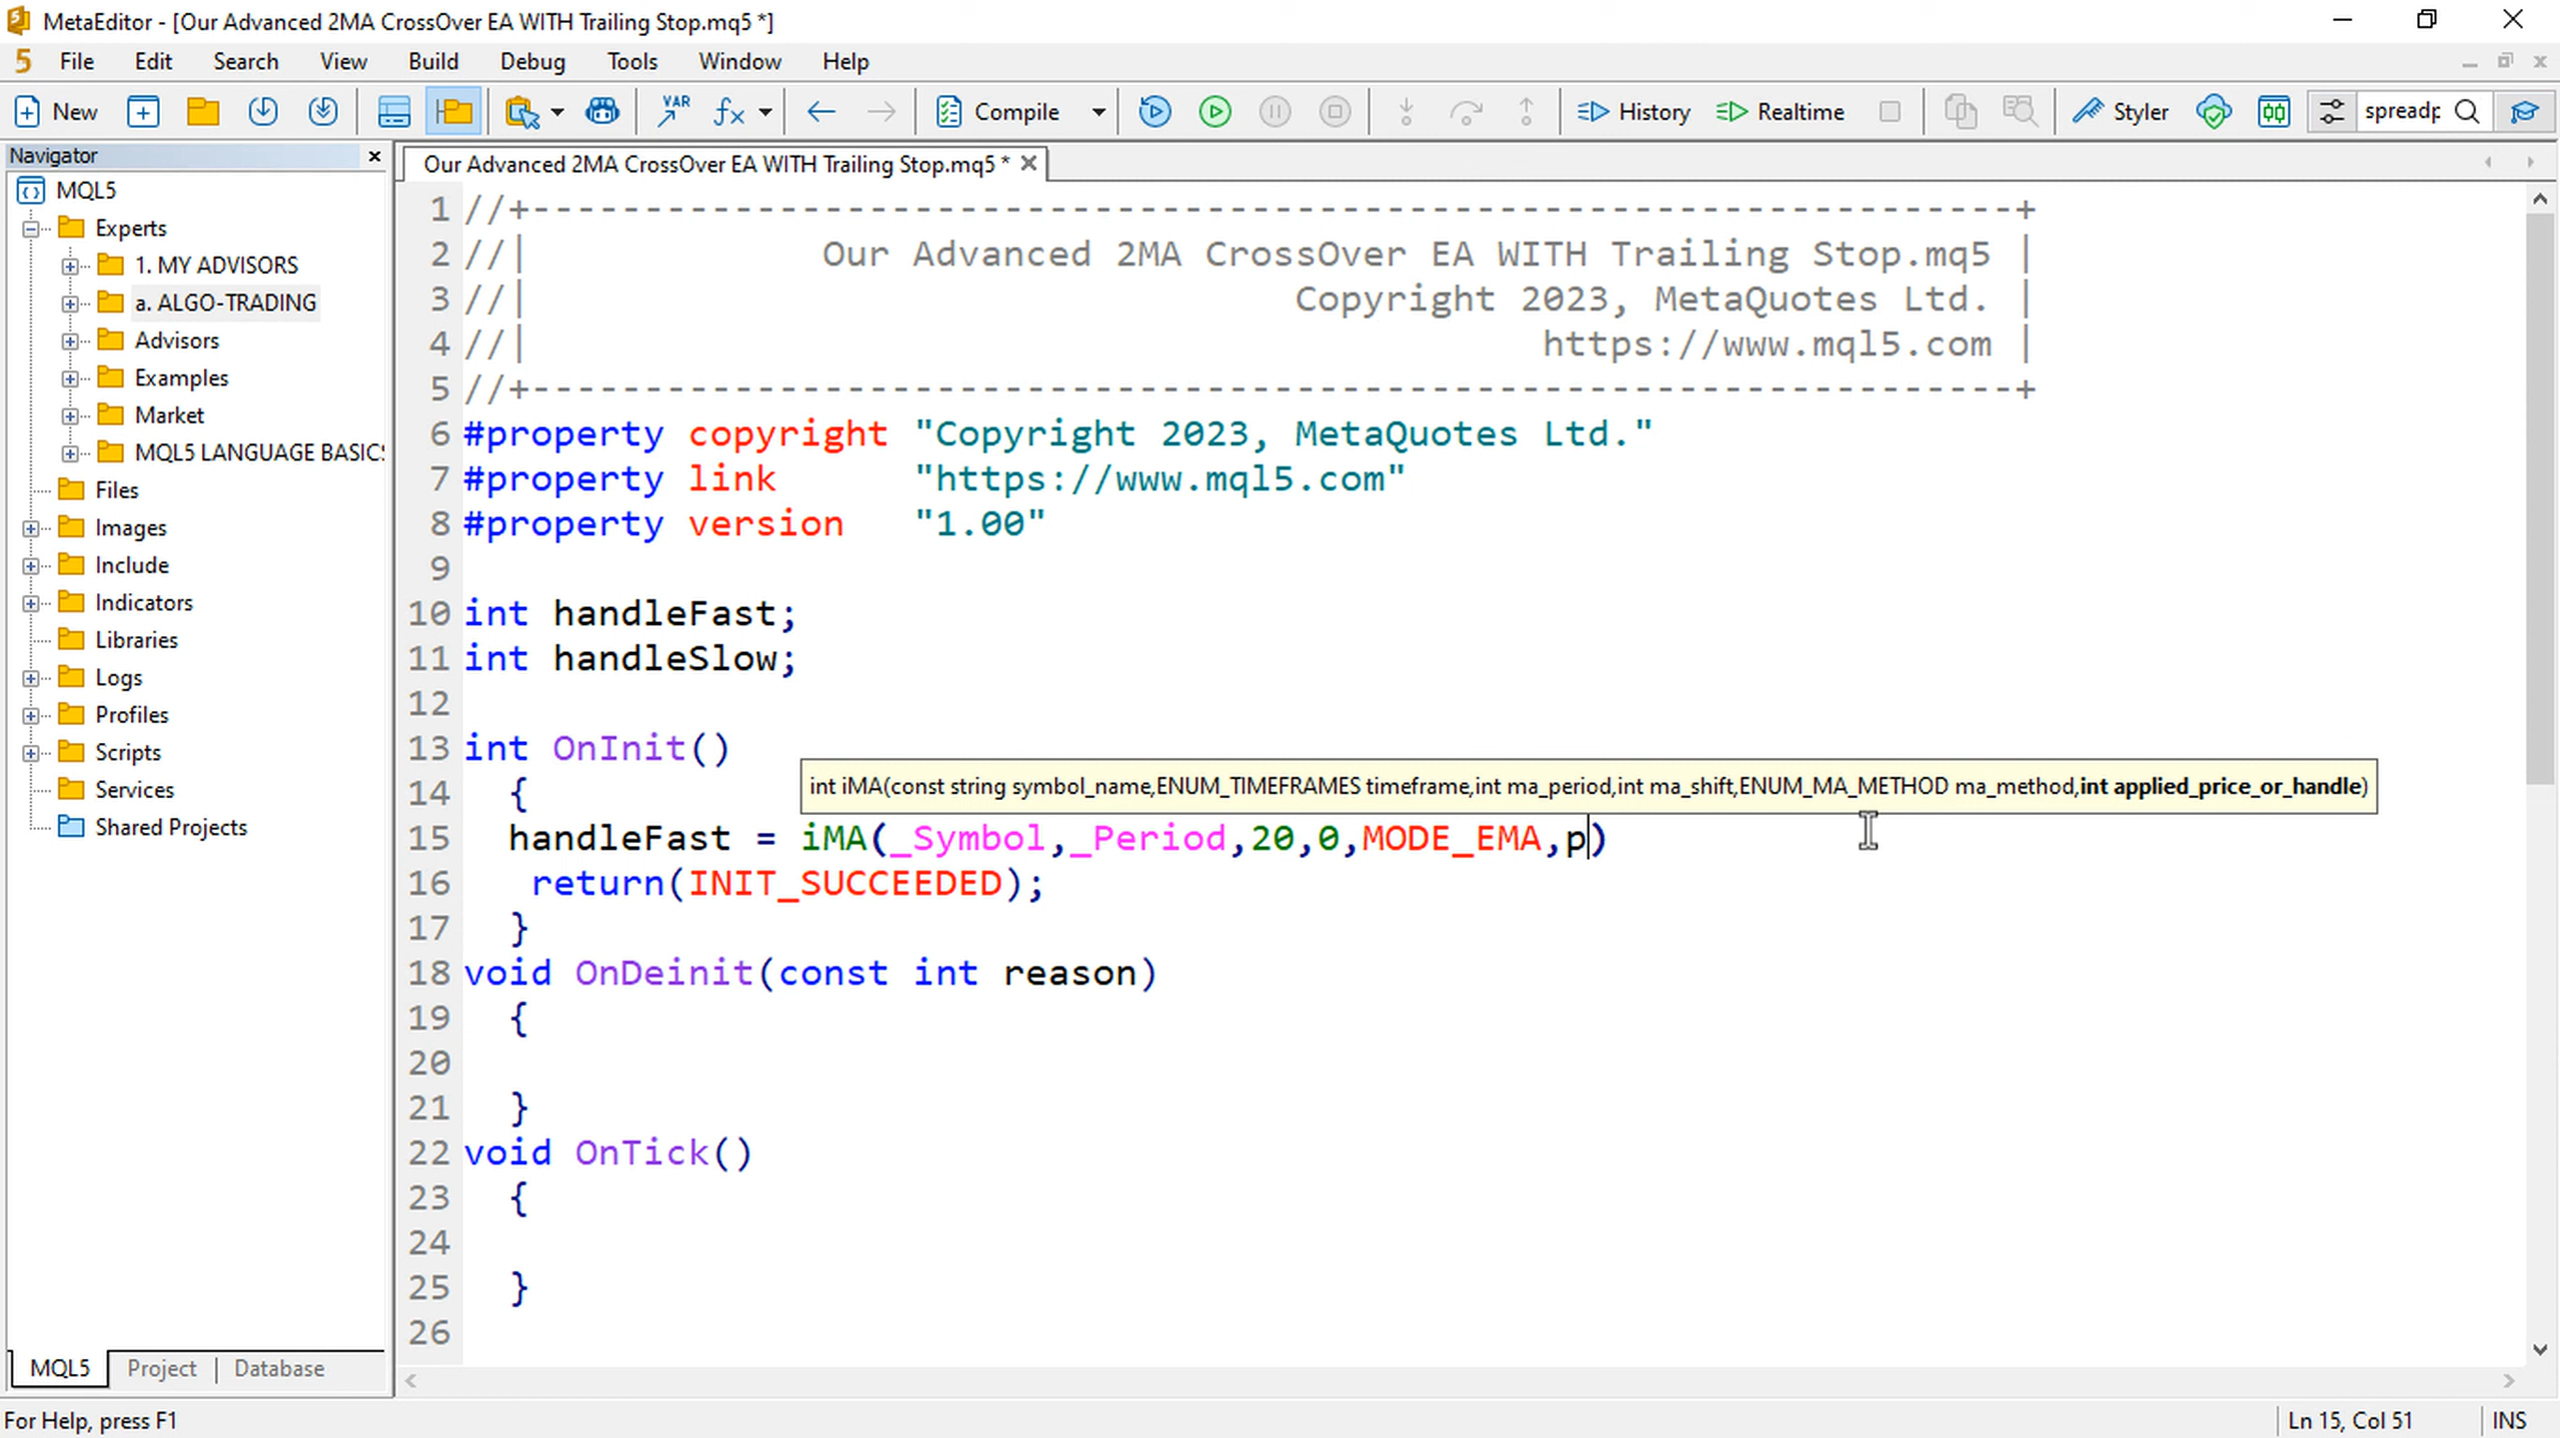 MetaEditor - [Our Advanced 2MA CrossOver EA WITH Trailing Stop.mq5 *]
5 File Edit Search View Build Debug Tools Window Help
New VAR fx Compile History Realtime Styler spreadp
Navigator
Our Advanced 2MA CrossOver EA WITH Trailing Stop.mq5 *
MQL5
Experts
1. MY ADVISORS
a. ALGO-TRADING
Advisors
Examples
Market
MQL5 LANGUAGE BASICS
Files
Images
Include
Indicators
Libraries
Logs
Profiles
Scripts
Services
Shared Projects
1 //+------------------------------------------------------------------+
2 //| Our Advanced 2MA CrossOver EA WITH Trailing Stop.mq5 |
3 //| Copyright 2023, MetaQuotes Ltd. |
4 //| https://www.mql5.com |
5 //+------------------------------------------------------------------+
6 #property copyright "Copyright 2023, MetaQuotes Ltd."
7 #property link "https://www.mql5.com"
8 #property version "1.00"
9
10 int handleFast;
11 int handleSlow;
12
13 int OnInit()
int iMA(const string symbol_name,ENUM_TIMEFRAMES timeframe,int ma_period,int ma_shift,ENUM_MA_METHOD ma_method,int applied_price_or_handle)
14 {
15 handleFast = iMA(_Symbol,_Period,20,0,MODE_EMA,p)
16 return(INIT_SUCCEEDED);
17 }
18 void OnDeinit(const int reason)
19 {
20
21 }
22 void OnTick()
23 {
24
25 }
26
MQL5 Project Database
For Help, press F1
Ln 15, Col 51 INS